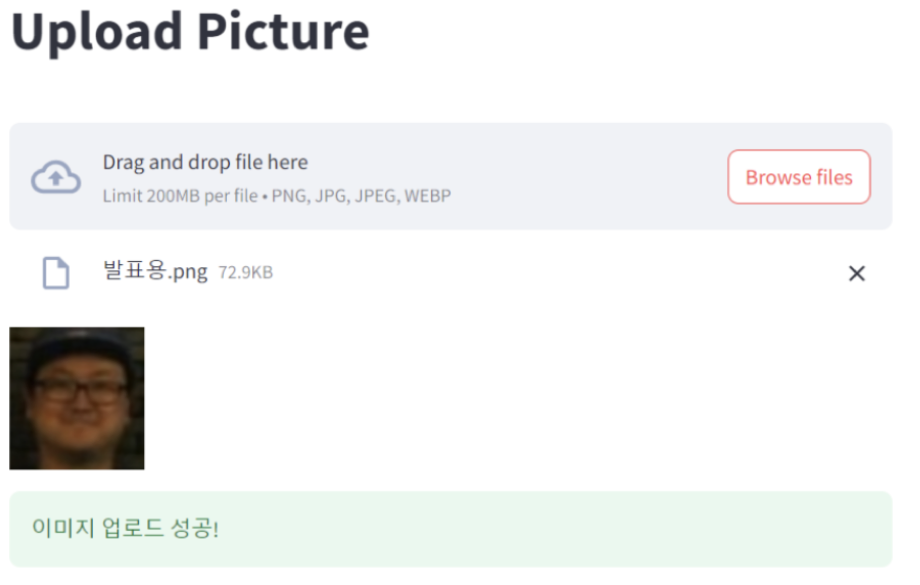 Upload Picture
Drag and drop file here
Limit 200MB per file • PNG, JPG, JPEG, WEBP
Browse files
발표용.png 72.9KB
이미지 업로드 성공!